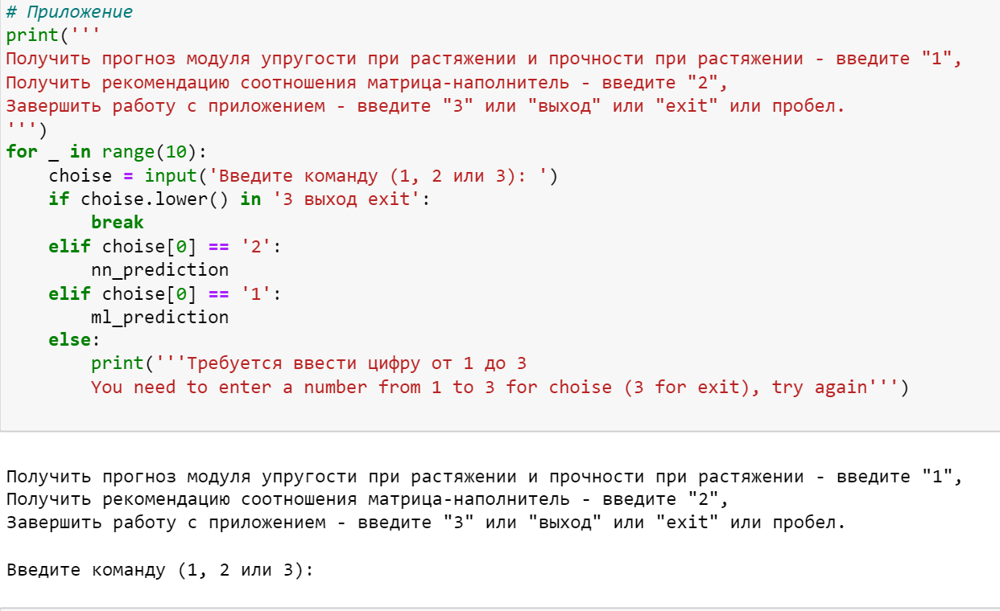 # Приложение
print('''
Получить прогноз модуля упругости при растяжении и прочности при растяжении - введите "1",
Получить рекомендацию соотношения матрица-наполнитель - введите "2",
Завершить работу с приложением - введите "3" или "выход" или "exit" или пробел.
''')
for _ in range(10):
    choise = input('Введите команду (1, 2 или 3): ')
    if choise.lower() in '3 выход exit':
        break
    elif choise[0] == '2':
        nn_prediction
    elif choise[0] == '1':
        ml_prediction
    else:
        print('''Требуется ввести цифру от 1 до 3
        You need to enter a number from 1 to 3 for choise (3 for exit), try again''')
Получить прогноз модуля упругости при растяжении и прочности при растяжении - введите "1",
Получить рекомендацию соотношения матрица-наполнитель - введите "2",
Завершить работу с приложением - введите "3" или "выход" или "exit" или пробел.
Введите команду (1, 2 или 3):